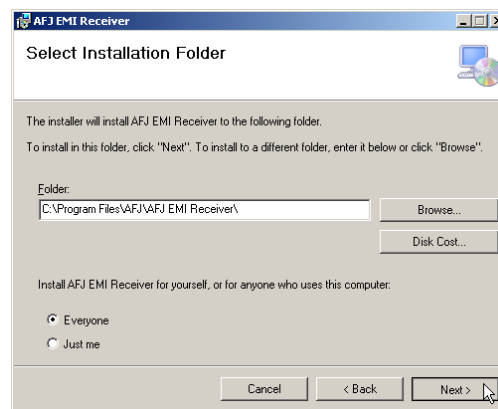 AFJ EMI Receiver
Select Installation Folder
The installer will install AFJ EMI Receiver to the following folder.
To install in this folder, click "Next". To install to a different folder, enter it below or click "Browse".
Folder:
C:\Program Files\AFJ\AFJ EMI Receiver\
Browse...
Disk Cost...
Install AFJ EMI Receiver for yourself, or for anyone who uses this computer:
Everyone
Just me
Cancel
< Back
Next >